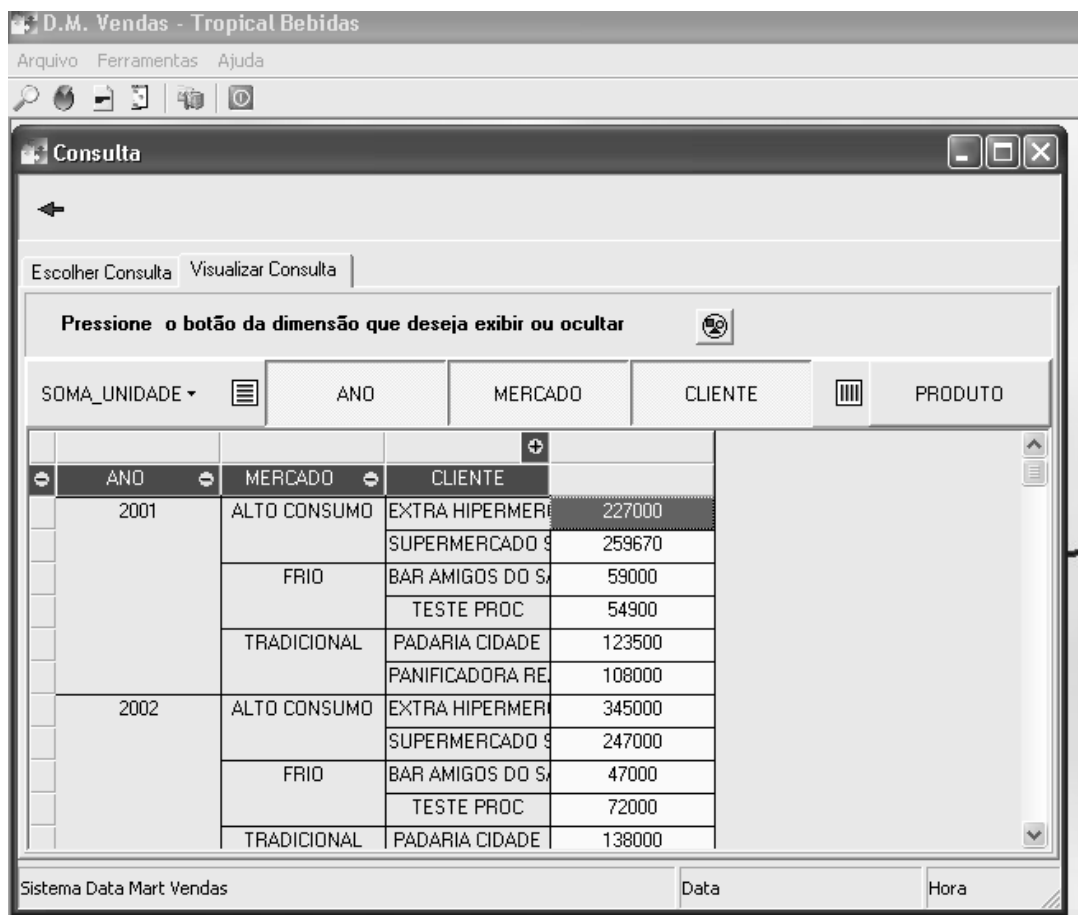 D.M. Vendas - Tropical Bebidas
Arquivo Ferramentas Ajuda
Consulta
Escolher Consulta Visualizar Consulta
Pressione o botão da dimensão que deseja exibir ou ocultar
SOMA_UNIDADE ANO MERCADO CLIENTE PRODUTO
ANO MERCADO CLIENTE
2001 ALTO CONSUMO EXTRA HIPERMER 227000
SUPERMERCADO S 259670
FRIO BAR AMIGOS DO S 59000
TESTE PROC 54900
TRADICIONAL PADARIA CIDADE 123500
PANIFICADORA RE 108000
2002 ALTO CONSUMO EXTRA HIPERMER 345000
SUPERMERCADO S 247000
FRIO BAR AMIGOS DO S 47000
TESTE PROC 72000
TRADICIONAL PADARIA CIDADE 138000
Sistema Data Mart Vendas Data Hora